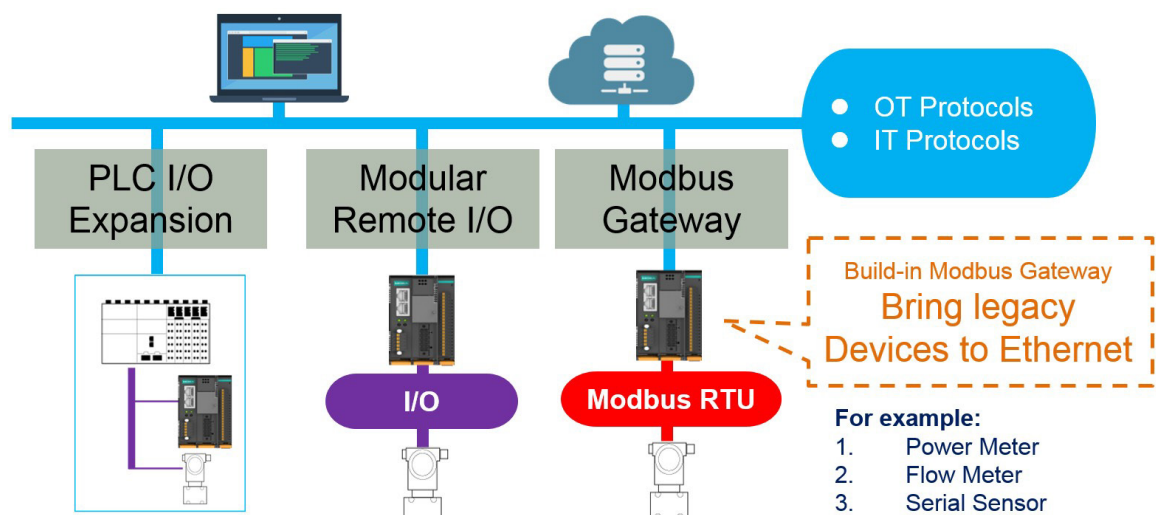 OT Protocols
IT Protocols
PLC I/O
Expansion
Modular
Remote I/O
Modbus
Gateway
Build-in Modbus Gateway
Bring legacy
Devices to Ethernet
I/O
Modbus RTU
For example:
1. Power Meter
2. Flow Meter
3. Serial Sensor